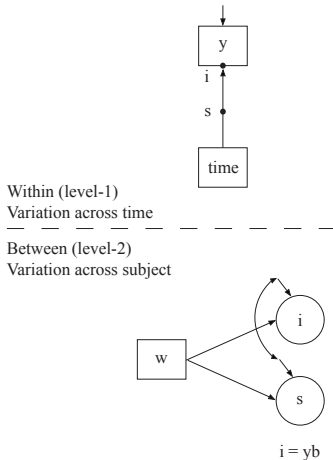 y
i
s
time
Within (level-1)
Variation across time
Between (level-2)
Variation across subject
i
w
s
i = yb